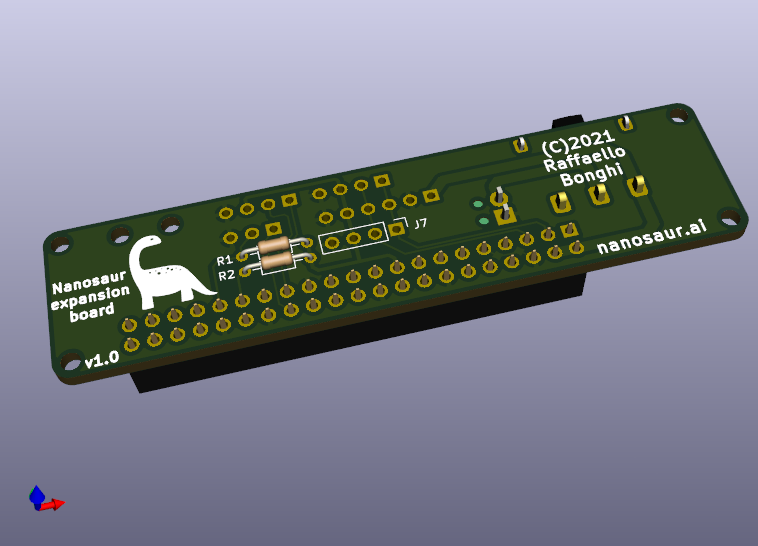 (C)2021
Raffaello
Bonghi
J7
nanosaur.ai
R1
R2
Nanosaur
expansion
board
v1.0